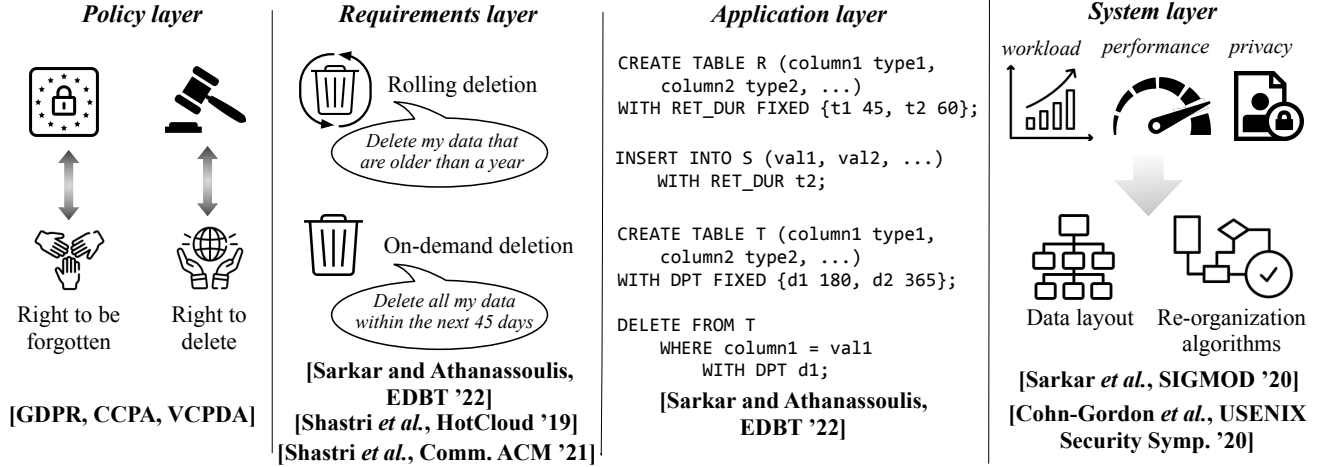 Policy layer
Right to be
forgotten
Right to
delete
[GDPR, CCPA, VCPDA]
Requirements layer
Rolling deletion
Delete my data that
are older than a year
On-demand deletion
Delete all my data
within the next 45 days
[Sarkar and Athanassoulis,
EDBT ’22]
[Shastri et al., HotCloud ’19]
[Shastri et al., Comm. ACM ’21]
Application layer
CREATE TABLE R (column1 type1,
column2 type2, ...)
WITH RET_DUR FIXED {t1 45, t2 60};
INSERT INTO S (val1, val2, ...)
WITH RET_DUR t2;
CREATE TABLE T (column1 type1,
column2 type2, ...)
WITH DPT FIXED {d1 180, d2 365};
DELETE FROM T
WHERE column1 = val1
WITH DPT d1;
[Sarkar and Athanassoulis,
EDBT ’22]
System layer
workload performance privacy
Data layout
Re-organization
algorithms
[Sarkar et al., SIGMOD ’20]
[Cohn-Gordon et al., USENIX
Security Symp. ’20]